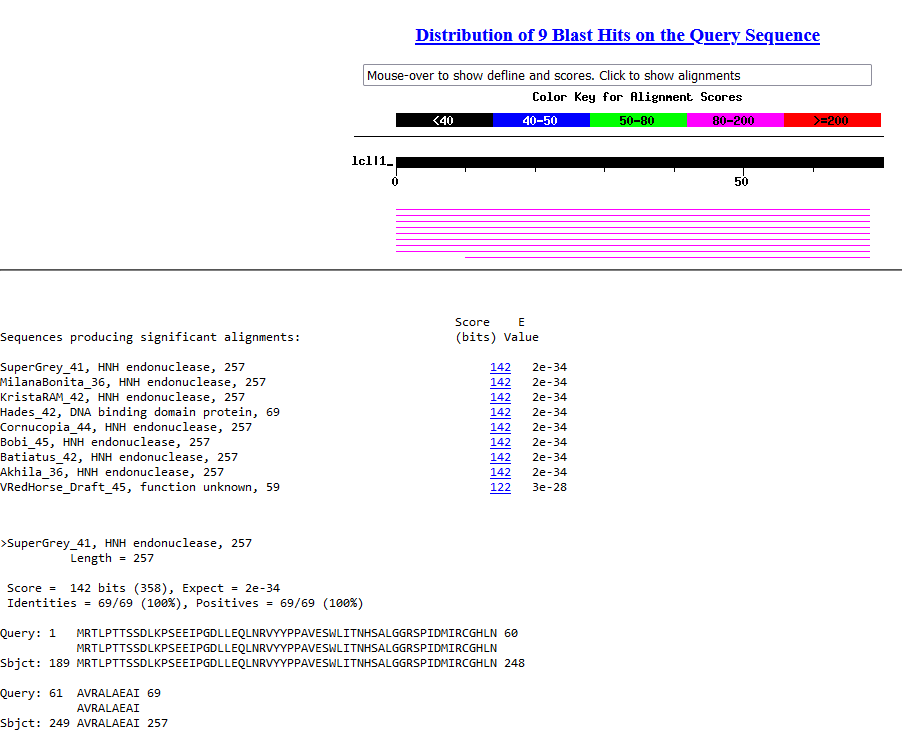 Distribution of 9 Blast Hits on the Query Sequence
Mouse-over to show defline and scores. Click to show alignments
Color Key for Alignment Scores
<40 40-50 50-80 80-200 >=200
lcl|1_
0 50
Score E
Sequences producing significant alignments: (bits) Value
SuperGrey_41, HNH endonuclease, 257 142 2e-34
MilanaBonita_36, HNH endonuclease, 257 142 2e-34
KristaRAM_42, HNH endonuclease, 257 142 2e-34
Hades_42, DNA binding domain protein, 69 142 2e-34
Cornucopia_44, HNH endonuclease, 257 142 2e-34
Bobi_45, HNH endonuclease, 257 142 2e-34
Batiatus_42, HNH endonuclease, 257 142 2e-34
Akhila_36, HNH endonuclease, 257 142 2e-34
VRedHorse_Draft_45, function unknown, 59 122 3e-28
>SuperGrey_41, HNH endonuclease, 257
Length = 257
Score = 142 bits (358), Expect = 2e-34
Identities = 69/69 (100%), Positives = 69/69 (100%)
Query: 1 MRTLPTTSSDLKPSEEIPGDLLEQLNRVYYPPAVESWLITNHSALGGRSPIDMIRCGHLN 60
MRTLPTTSSDLKPSEEIPGDLLEQLNRVYYPPAVESWLITNHSALGGRSPIDMIRCGHLN
Sbjct: 189 MRTLPTTSSDLKPSEEIPGDLLEQLNRVYYPPAVESWLITNHSALGGRSPIDMIRCGHLN 248
Query: 61 AVRALAEAI 69
AVRALAEAI
Sbjct: 249 AVRALAEAI 257